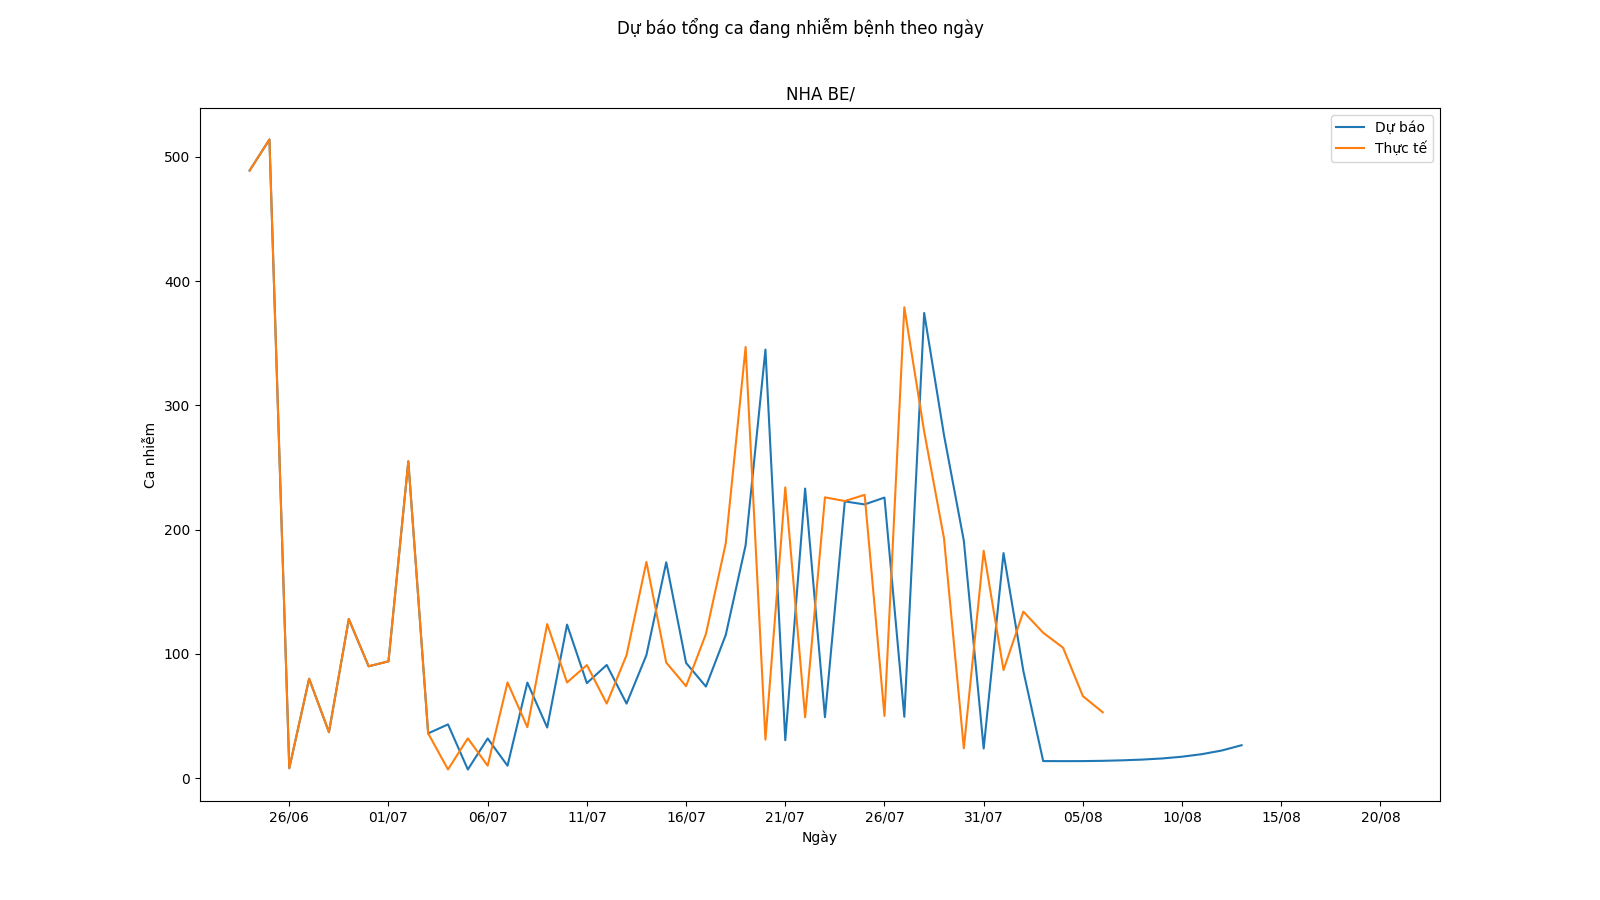 Dự báo tổng ca đang nhiễm bệnh theo ngày
NHA BE/
Dự báo
Thực tế
500
400
300
200
100
0
Ca nhiễm
26/06 01/07 06/07 11/07 16/07 21/07 26/07 31/07 05/08 10/08 15/08 20/08
Ngày